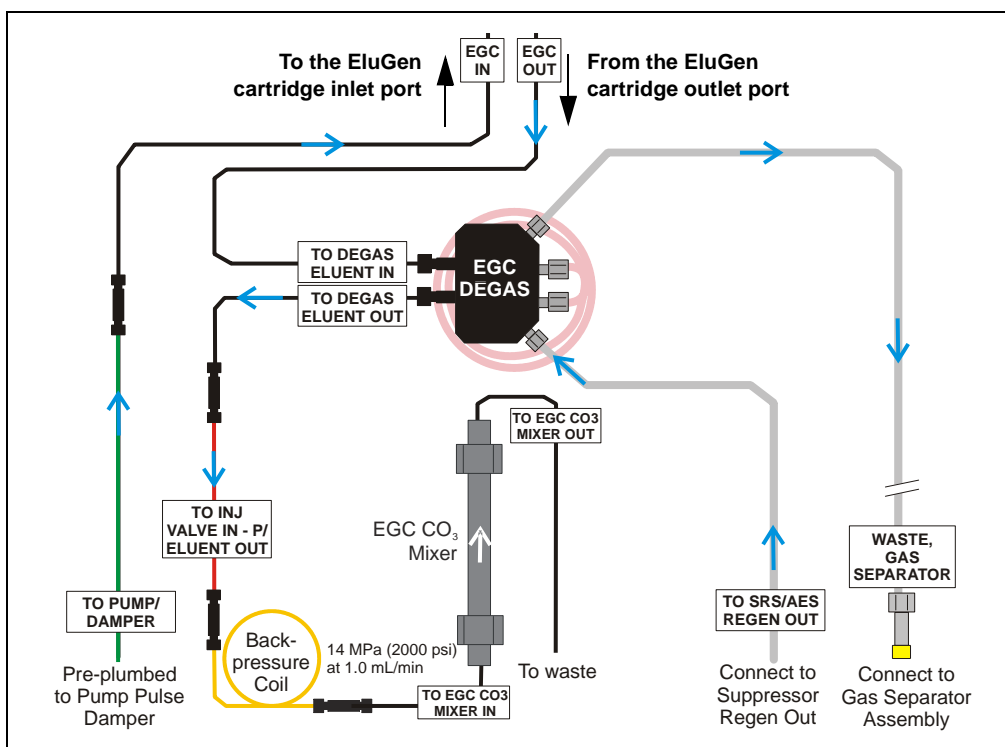 To the EluGen
cartridge inlet port
EGC
IN
EGC
OUT
From the EluGen
cartridge outlet port
TO DEGAS
ELUENT IN
TO DEGAS
ELUENT OUT
EGC
DEGAS
TO EGC CO3
MIXER OUT
TO INJ
VALVE IN - P/
ELUENT OUT
EGC CO₃
Mixer
WASTE,
GAS
SEPARATOR
TO PUMP/
DAMPER
TO SRS/AES
REGEN OUT
Back-
pressure
Coil
14 MPa (2000 psi)
at 1.0 mL/min
TO EGC CO3
MIXER IN
To waste
Pre-plumbed
to Pump Pulse
Damper
Connect to
Suppressor
Regen Out
Connect to
Gas Separator
Assembly